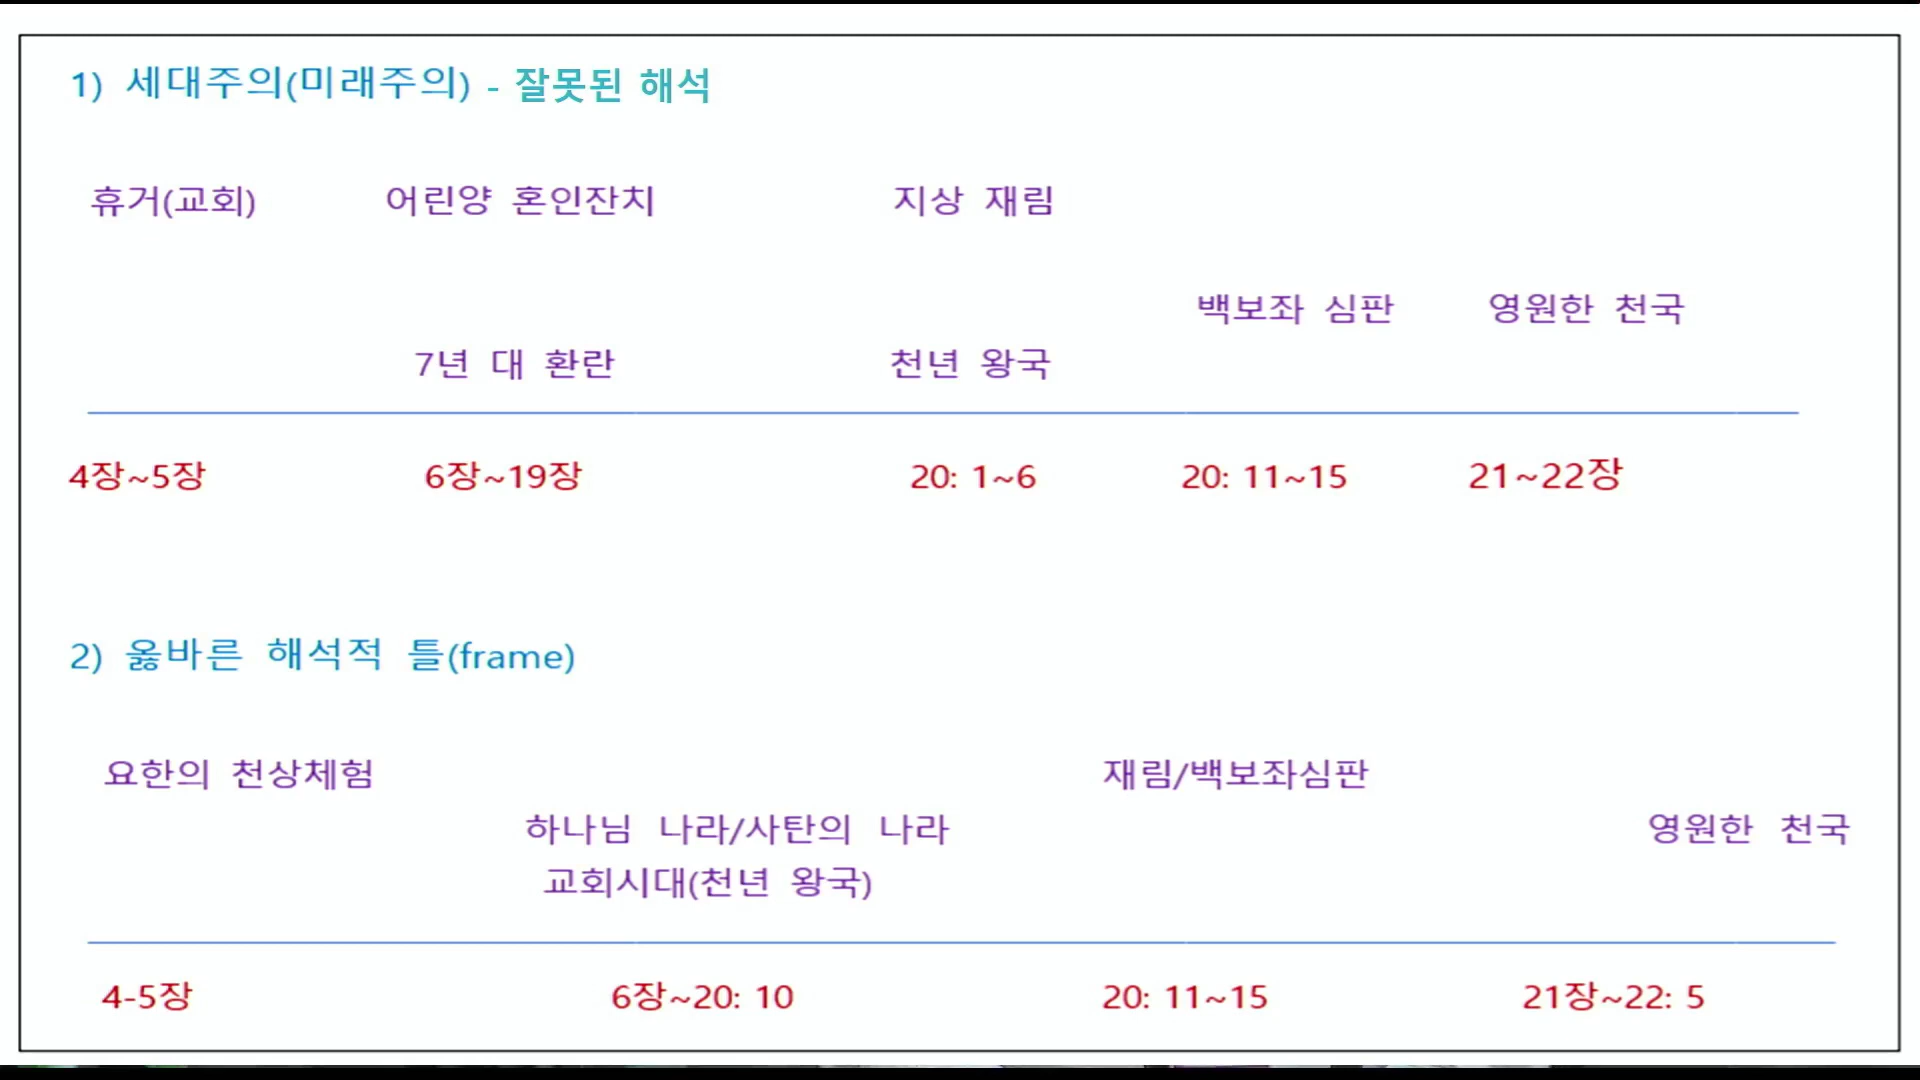 1) 세대주의(미래주의) - 잘못된 해석
휴거(교회) 어린양 혼인잔치 지상 재림
백보좌 심판 영원한 천국
7년 대 환란 천년 왕국
4장~5장 6장~19장 20: 1~6 20: 11~15 21~22장
2) 옳바른 해석적 틀(frame)
요한의 천상체험 재림/백보좌심판
하나님 나라/사탄의 나라 영원한 천국
교회시대(천년 왕국)
4-5장 6장~20: 10 20: 11~15 21장~22: 5